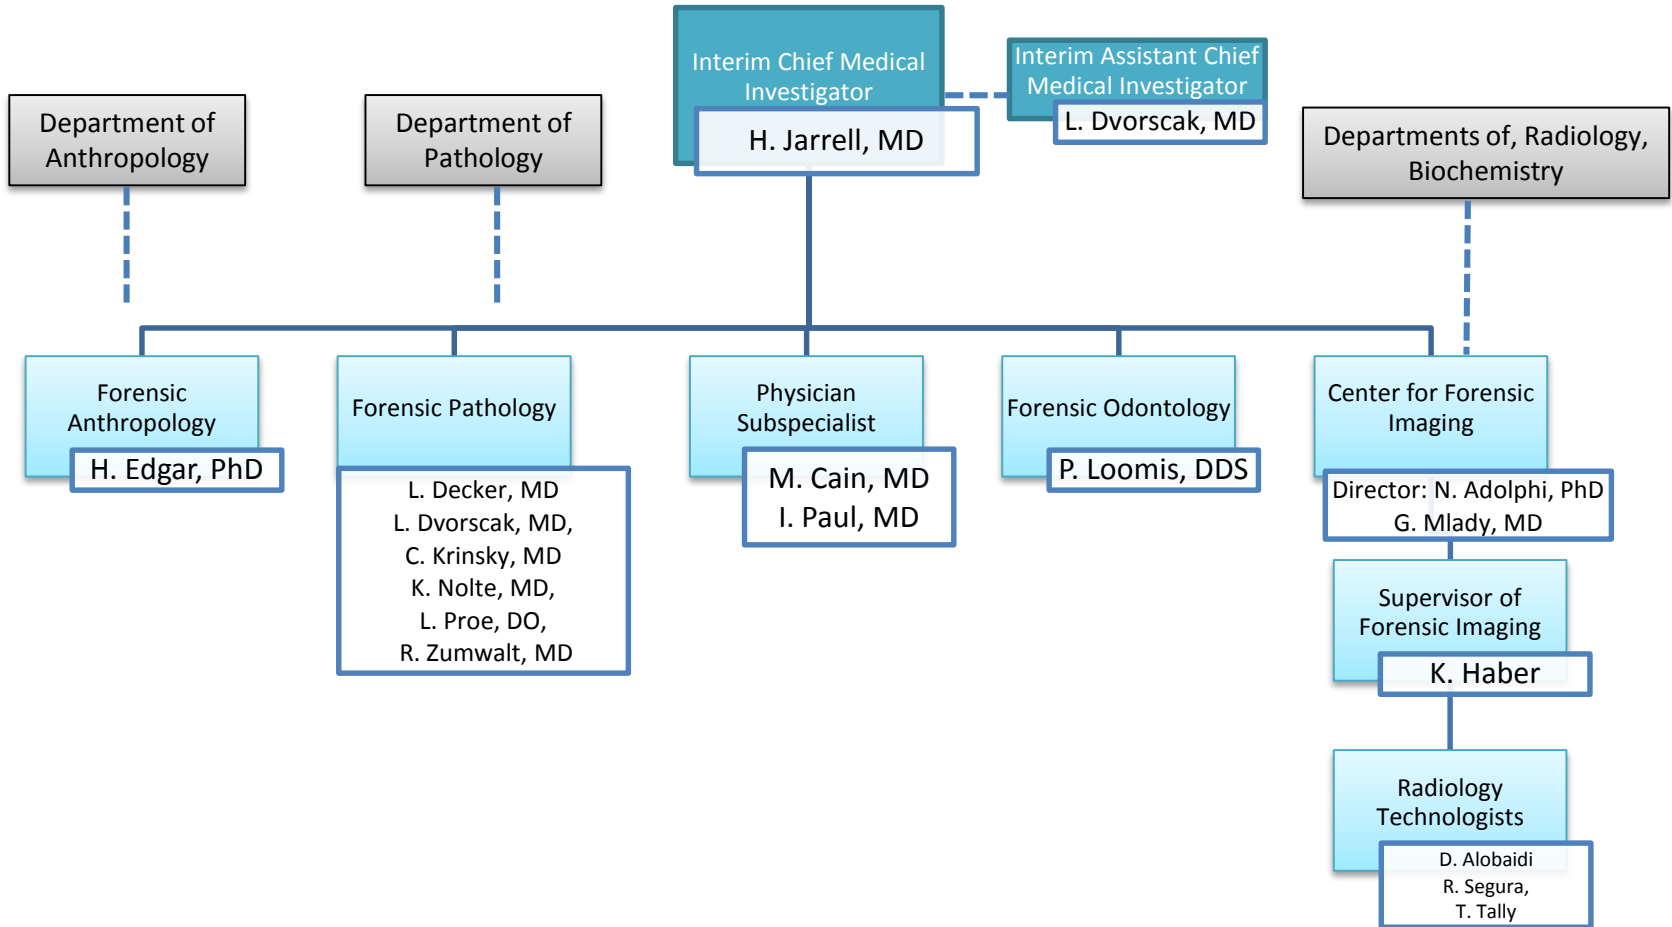 Interim Chief Medical
Investigator
H. Jarrell, MD
Interim Assistant Chief
Medical Investigator
L. Dvorscak, MD
Department of
Anthropology
Department of
Pathology
Departments of, Radiology,
Biochemistry
Forensic
Anthropology
H. Edgar, PhD
Forensic Pathology
L. Decker, MD
L. Dvorscak, MD,
C. Krinsky, MD
K. Nolte, MD,
L. Proe, DO,
R. Zumwalt, MD
Physician
Subspecialist
M. Cain, MD
I. Paul, MD
Forensic Odontology
P. Loomis, DDS
Center for Forensic
Imaging
Director: N. Adolphi, PhD
G. Mlady, MD
Supervisor of
Forensic Imaging
K. Haber
Radiology
Technologists
D. Alobaidi
R. Segura,
T. Tally